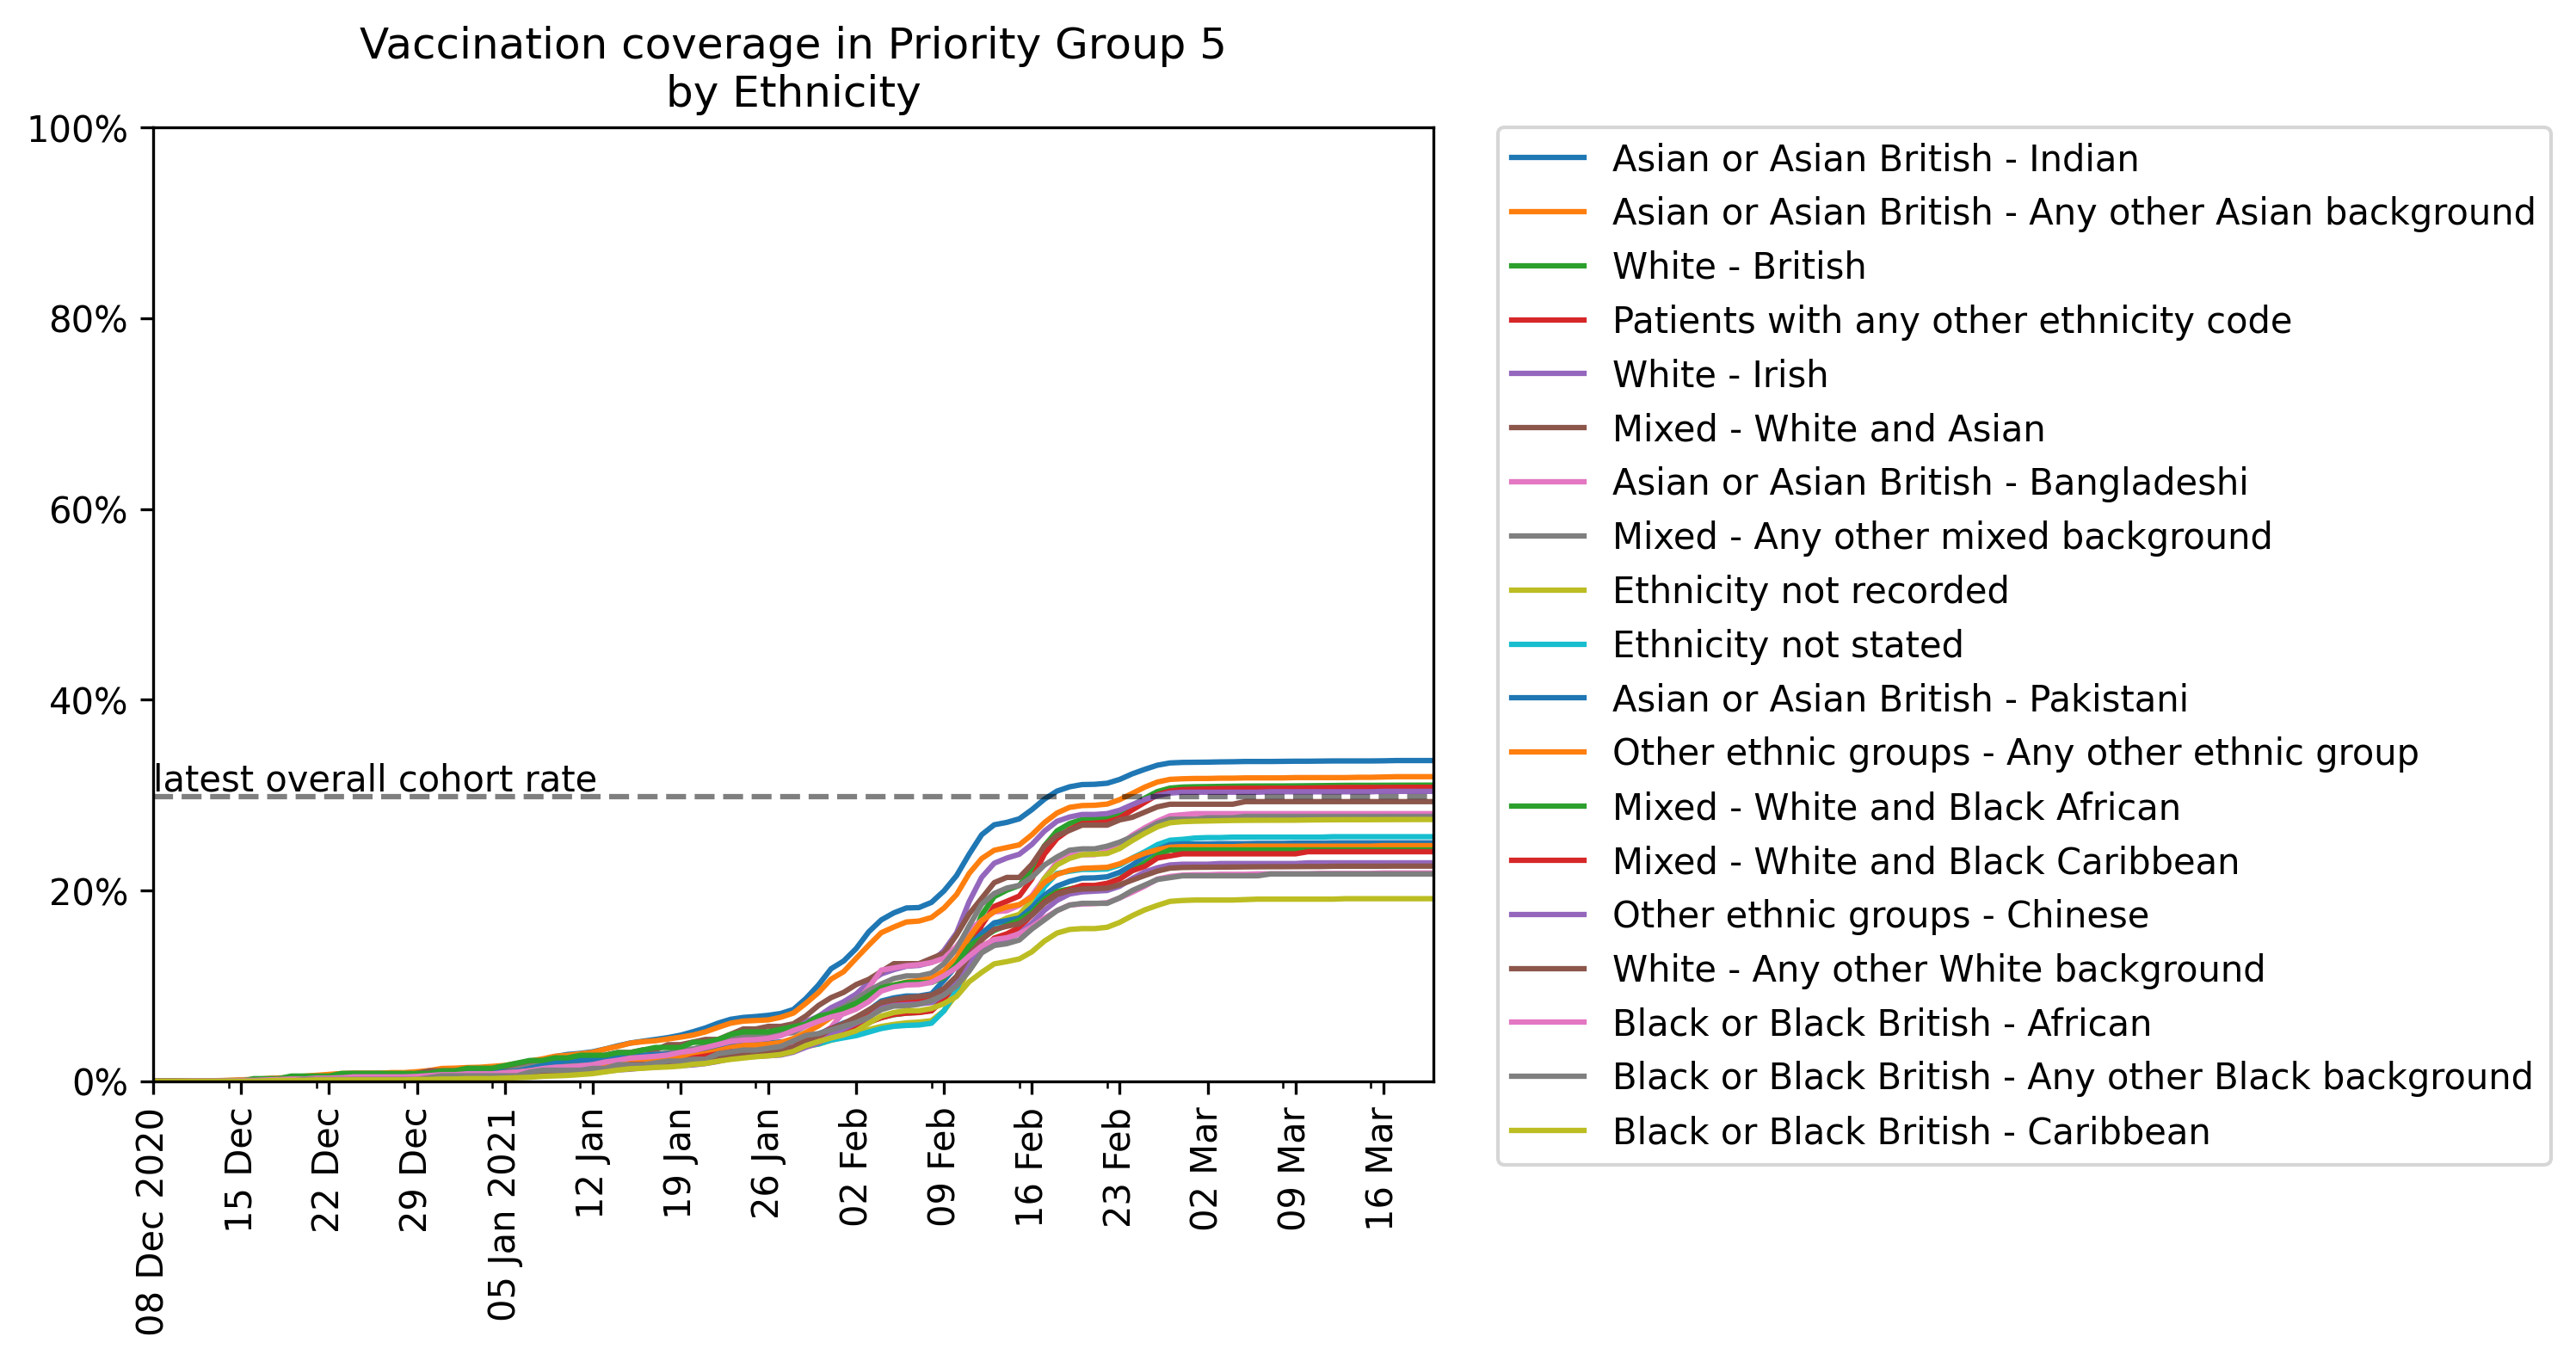 Vaccination coverage in Priority Group 5
by Ethnicity
100%
80%
60%
40%
20%
0%
latest overall cohort rate
08 Dec 2020
15 Dec
22 Dec
29 Dec
05 Jan 2021
12 Jan
19 Jan
26 Jan
02 Feb
09 Feb
16 Feb
23 Feb
02 Mar
09 Mar
16 Mar
Asian or Asian British - Indian
Asian or Asian British - Any other Asian background
White - British
Patients with any other ethnicity code
White - Irish
Mixed - White and Asian
Asian or Asian British - Bangladeshi
Mixed - Any other mixed background
Ethnicity not recorded
Ethnicity not stated
Asian or Asian British - Pakistani
Other ethnic groups - Any other ethnic group
Mixed - White and Black African
Mixed - White and Black Caribbean
Other ethnic groups - Chinese
White - Any other White background
Black or Black British - African
Black or Black British - Any other Black background
Black or Black British - Caribbean